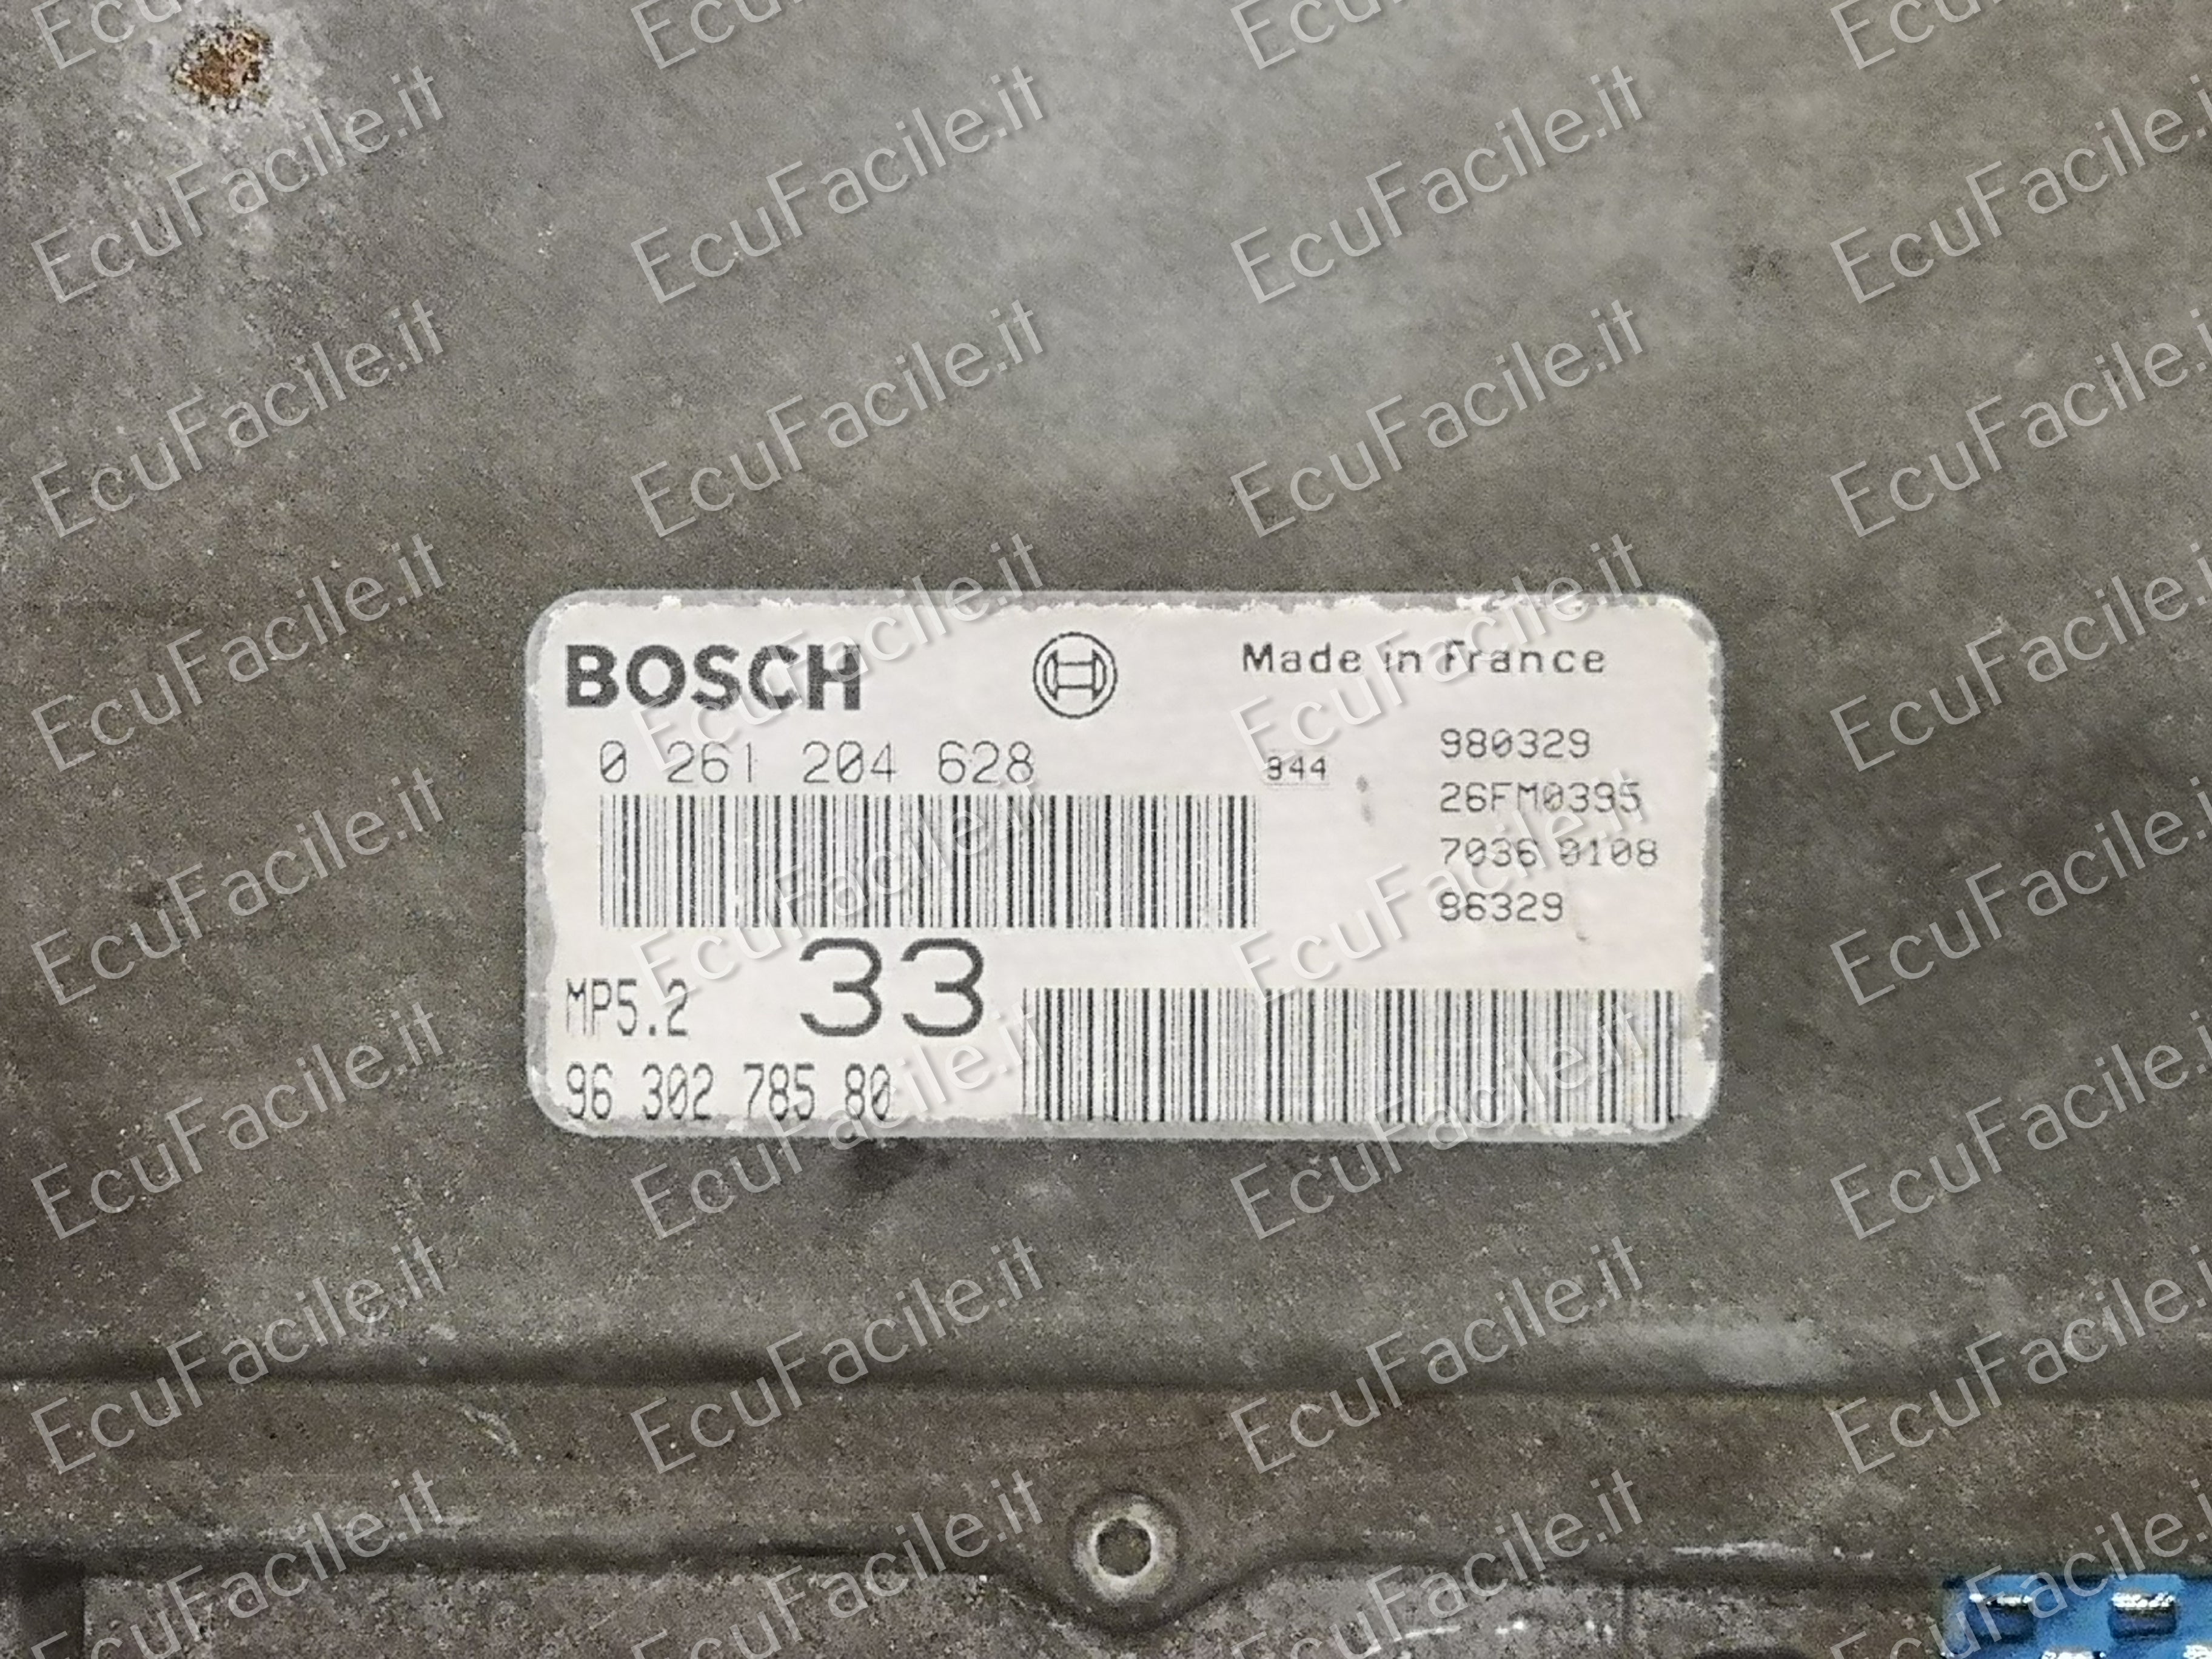 BOSCH
Made in France
0 261 204 628
944
980329
26FM0395
7036 0108
86329
33
MP5.2
96 302 785 80
EcuFacile.it